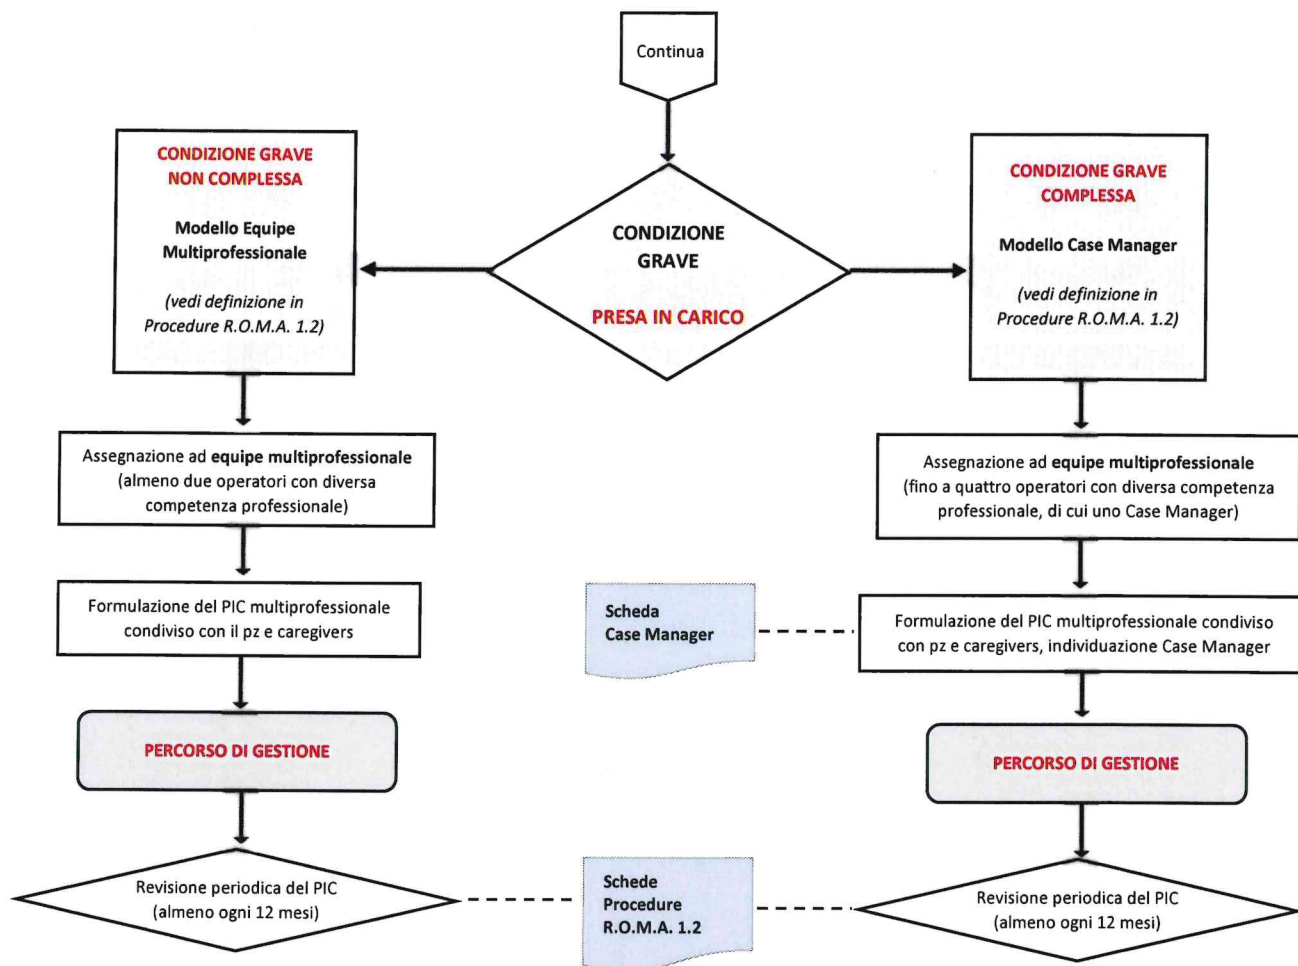 Continua
CONDIZIONE GRAVE
NON COMPLESSA
Modello Equipe
Multiprofessionale
(vedi definizione in
Procedure R.O.M.A. 1.2)
CONDIZIONE
GRAVE
PRESA IN CARICO
CONDIZIONE GRAVE
COMPLESSA
Modello Case Manager
(vedi definizione in
Procedure R.O.M.A. 1.2)
Assegnazione ad equipe multiprofessionale
(almeno due operatori con diversa
competenza professionale)
Assegnazione ad equipe multiprofessionale
(fino a quattro operatori con diversa competenza
professionale, di cui uno Case Manager)
Formulazione del PIC multiprofessionale
condiviso con il pz e caregivers
Scheda
Case Manager
Formulazione del PIC multiprofessionale condiviso
con pz e caregivers, individuazione Case Manager
PERCORSO DI GESTIONE
PERCORSO DI GESTIONE
Revisione periodica del PIC
(almeno ogni 12 mesi)
Schede
Procedure
R.O.M.A. 1.2
Revisione periodica del PIC
(almeno ogni 12 mesi)